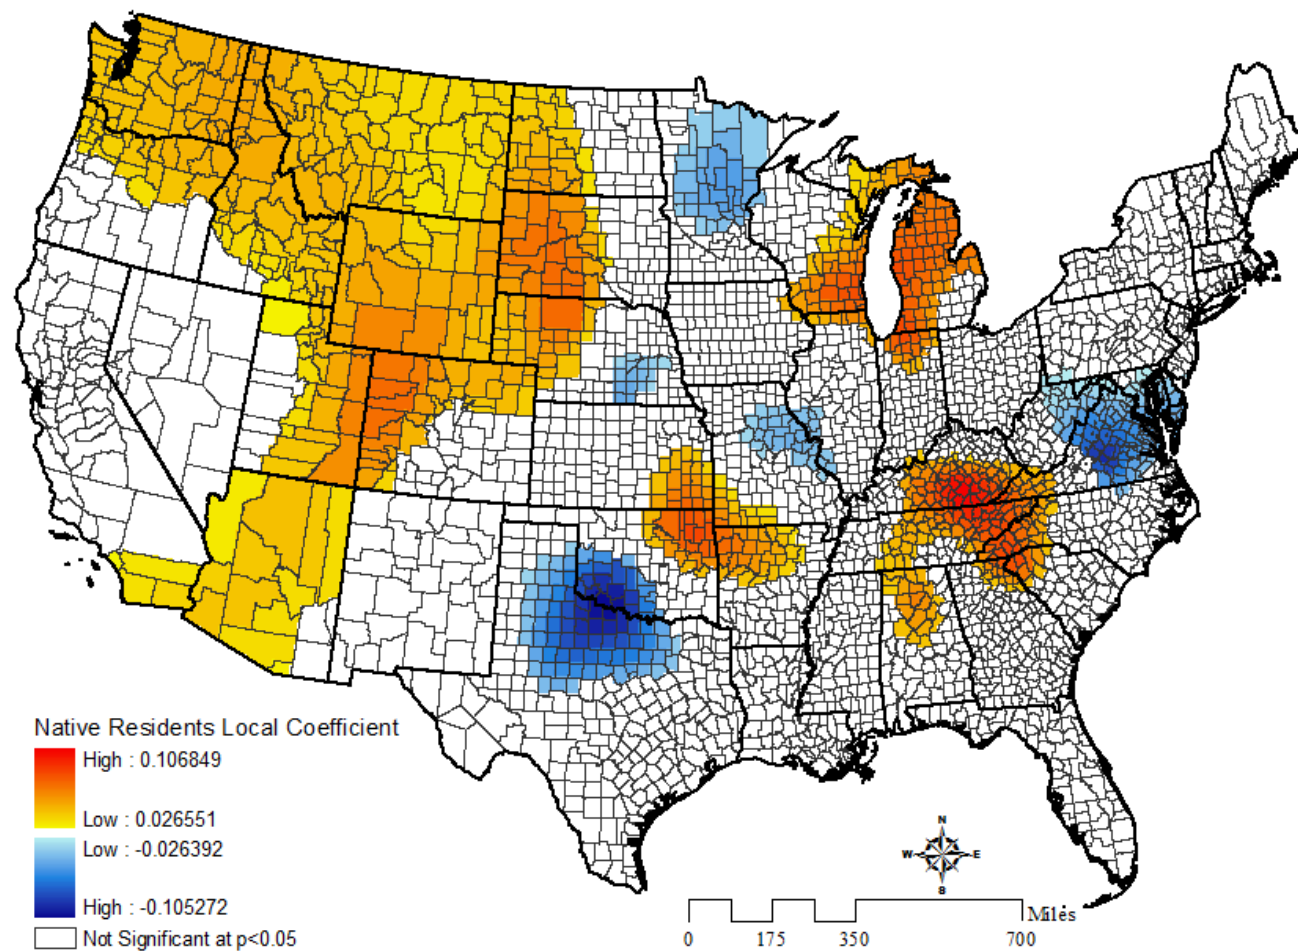 Native Residents Local Coefficient
High : 0.106849
Low : 0.026551
Low : -0.026392
High : -0.105272
Not Significant at p<0.05
N
W E
S
Miles
0 175 350 700